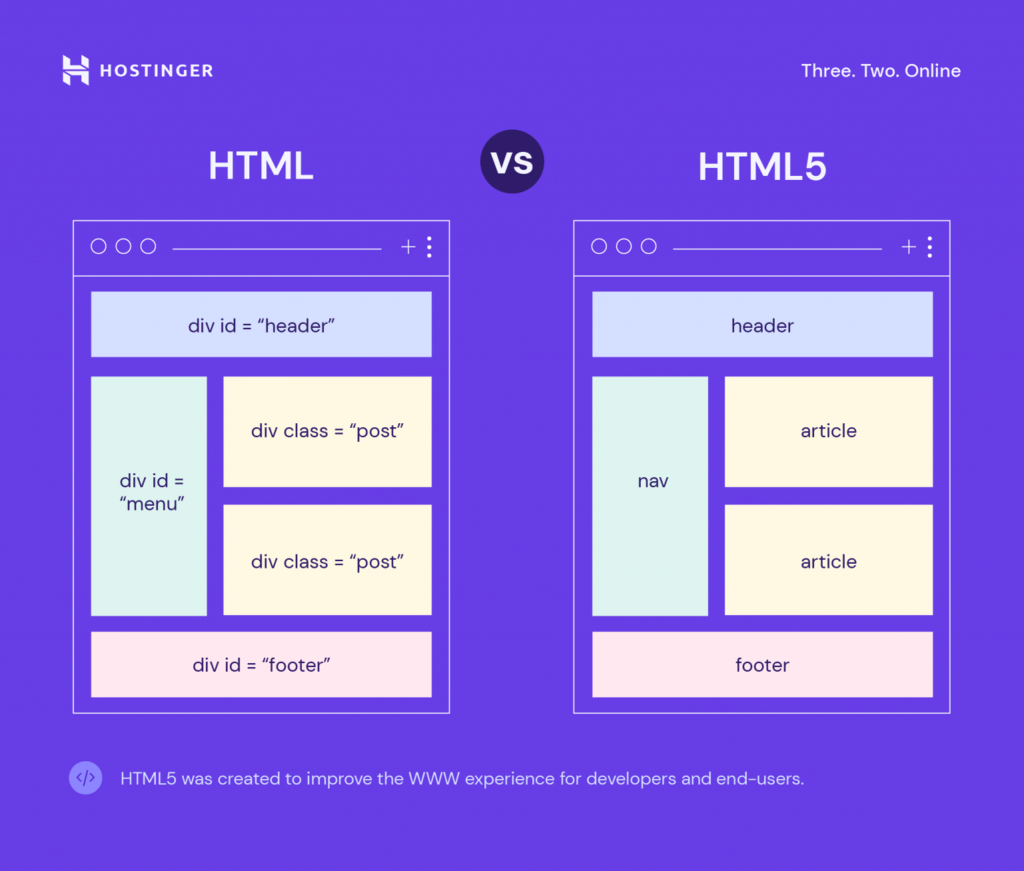 HOSTINGER
Three. Two. Online
HTML
VS
HTML5
div id = “header”
div id =
“menu”
div class = “post”
div class = “post”
div id = “footer”
header
nav
article
article
footer
</>
HTML5 was created to improve the WWW experience for developers and end-users.